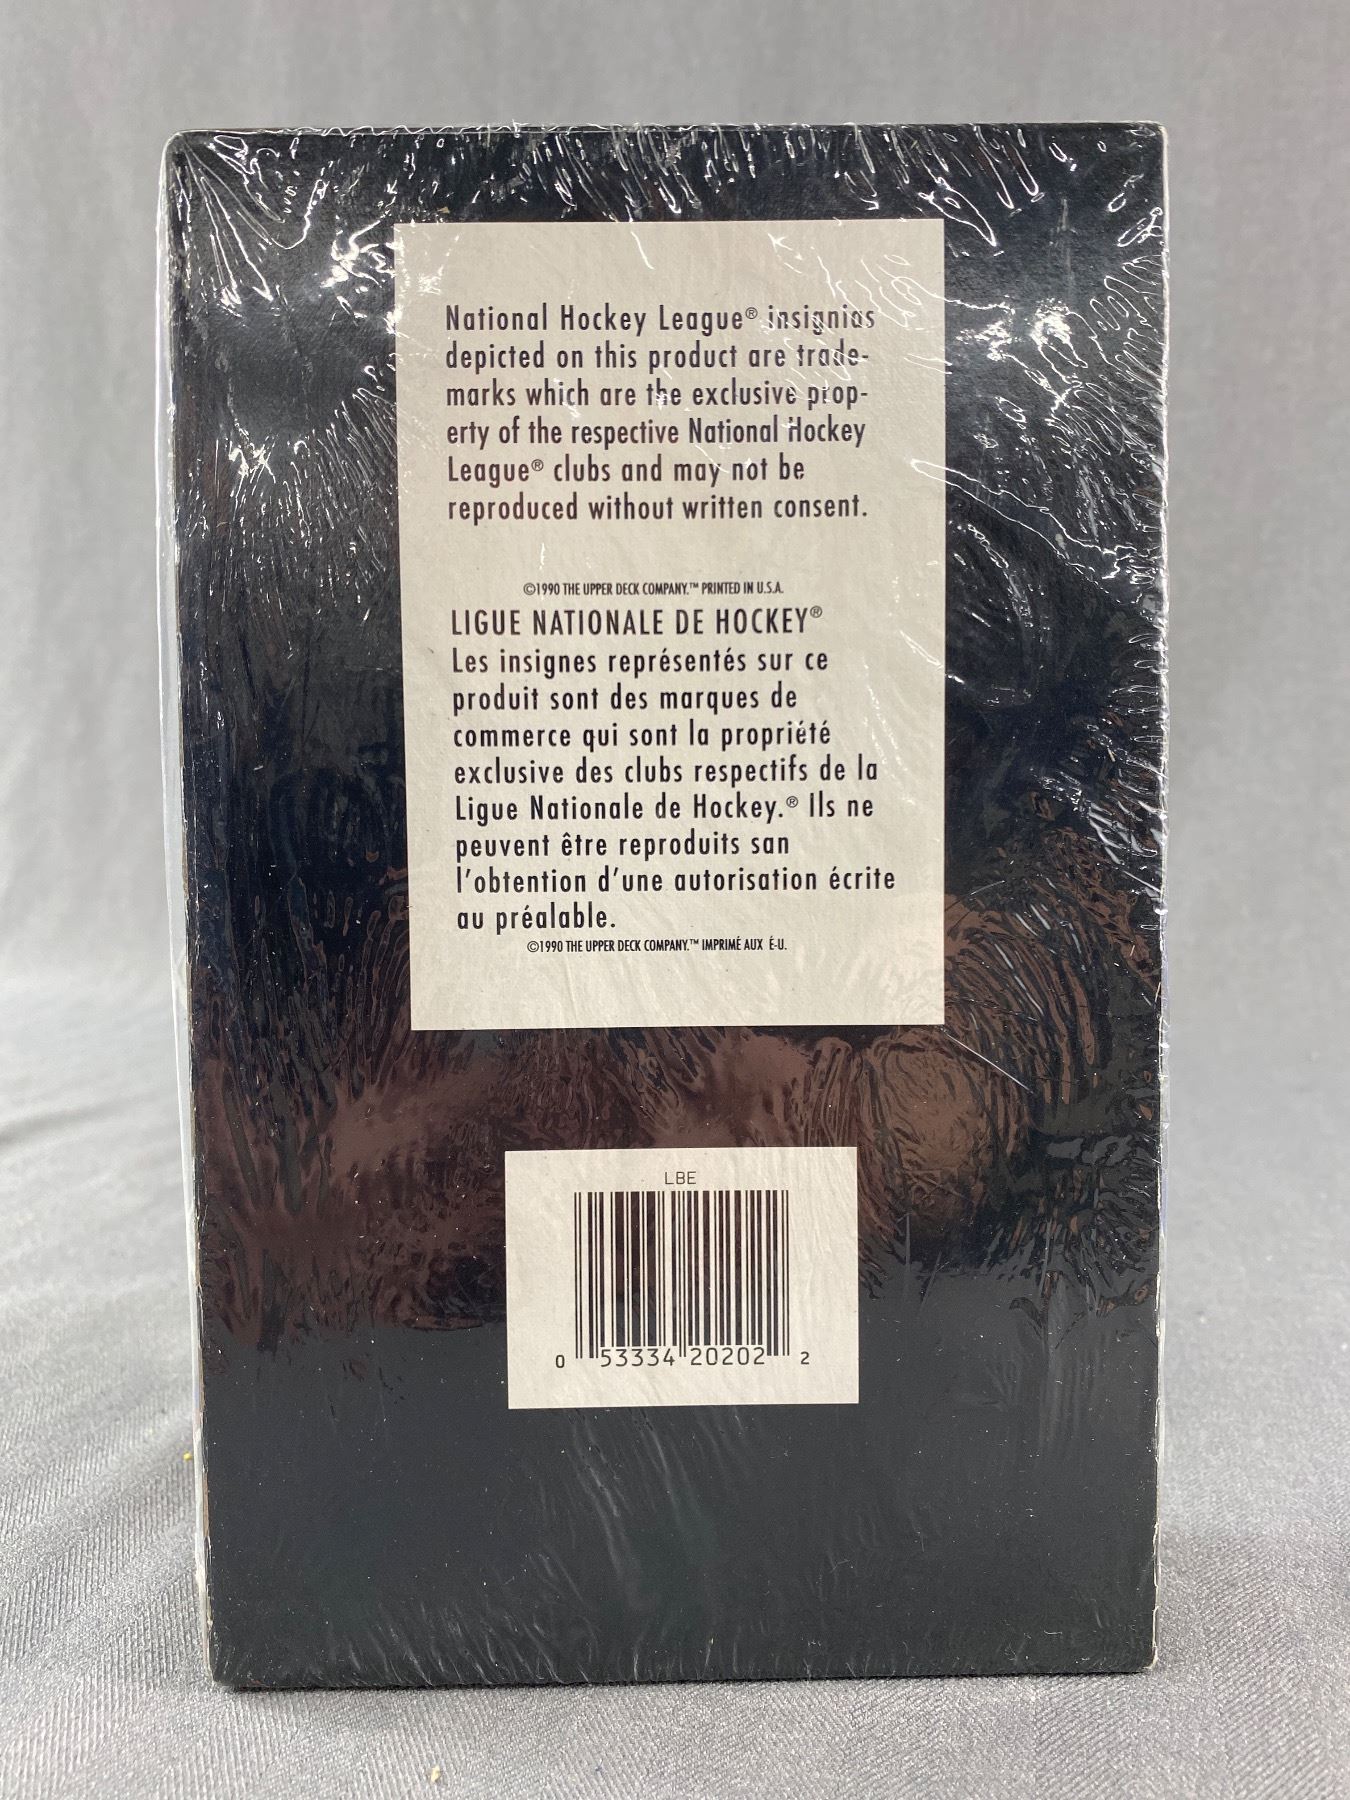 National Hockey League® insignias
depicted on this product are trade-
marks which are the exclusive prop-
erty of the respective National Hockey
League® clubs and may not be
reproduced without written consent.
©1990 THE UPPER DECK COMPANY.™ PRINTED IN U.S.A.
LIGUE NATIONALE DE HOCKEY®
Les insignes représentés sur ce
produit sont des marques de
commerce qui sont la propriété
exclusive des clubs respectifs de la
Ligue Nationale de Hockey.® Ils ne
peuvent être reproduits san
l'obtention d'une autorisation écrite
au préalable.
©1990 THE UPPER DECK COMPANY.™ IMPRIMÉ AUX É-U.
LBE
0 53334 20202 2